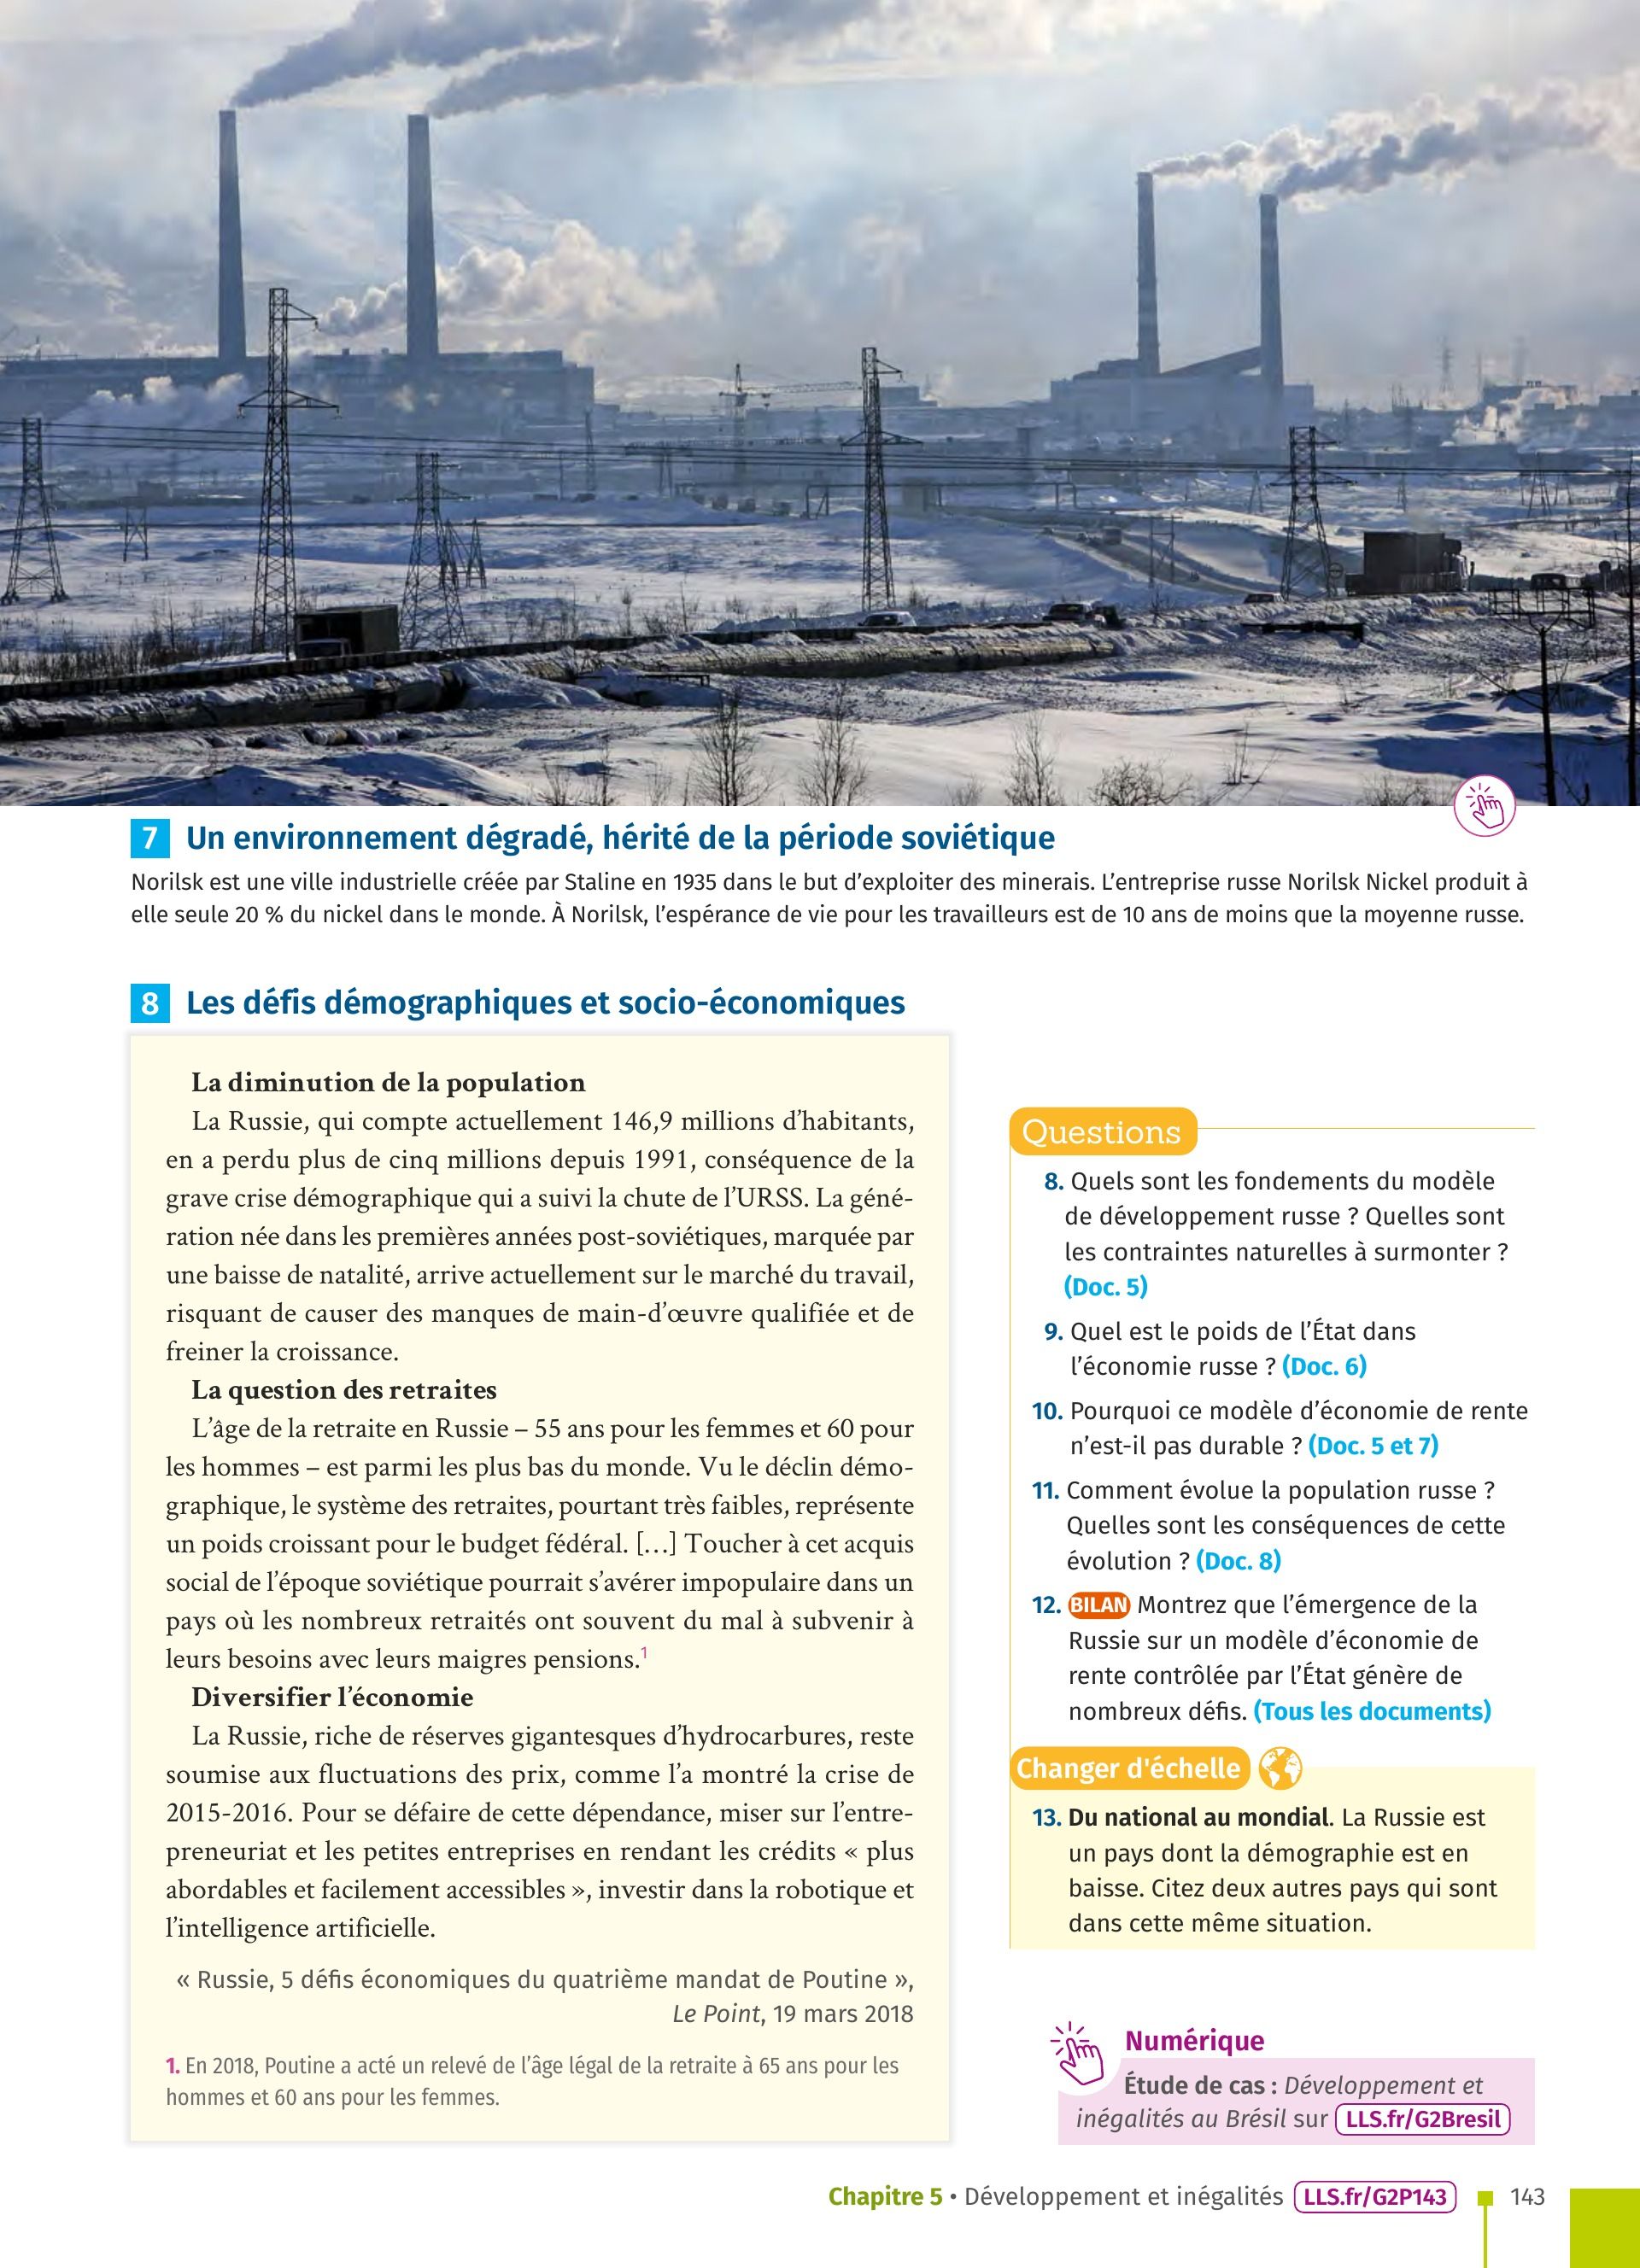 7 Un environnement dégradé, hérité de la période soviétique
Norilsk est une ville industrielle créée par Staline en 1935 dans le but d’exploiter des minerais. L’entreprise russe Norilsk Nickel produit à
elle seule 20 % du nickel dans le monde. À Norilsk, l’espérance de vie pour les travailleurs est de 10 ans de moins que la moyenne russe.
8 Les défis démographiques et socio-économiques
La diminution de la population
La Russie, qui compte actuellement 146,9 millions d’habitants,
en a perdu plus de cinq millions depuis 1991, conséquence de la
grave crise démographique qui a suivi la chute de l’URSS. La géné-
ration née dans les premières années post-soviétiques, marquée par
une baisse de natalité, arrive actuellement sur le marché du travail,
risquant de causer des manques de main-d’œuvre qualifiée et de
freiner la croissance.
La question des retraites
L’âge de la retraite en Russie – 55 ans pour les femmes et 60 pour
les hommes – est parmi les plus bas du monde. Vu le déclin démo-
graphique, le système des retraites, pourtant très faibles, représente
un poids croissant pour le budget fédéral. […] Toucher à cet acquis
social de l’époque soviétique pourrait s’avérer impopulaire dans un
pays où les nombreux retraités ont souvent du mal à subvenir à
leurs besoins avec leurs maigres pensions.1
Diversifier l’économie
La Russie, riche de réserves gigantesques d’hydrocarbures, reste
soumise aux fluctuations des prix, comme l’a montré la crise de
2015-2016. Pour se défaire de cette dépendance, miser sur l’entre-
preneuriat et les petites entreprises en rendant les crédits « plus
abordables et facilement accessibles », investir dans la robotique et
l’intelligence artificielle.
« Russie, 5 défis économiques du quatrième mandat de Poutine »,
Le Point, 19 mars 2018
1. En 2018, Poutine a acté un relevé de l’âge légal de la retraite à 65 ans pour les
hommes et 60 ans pour les femmes.
Questions
8. Quels sont les fondements du modèle
de développement russe ? Quelles sont
les contraintes naturelles à surmonter ?
(Doc. 5)
9. Quel est le poids de l’État dans
l’économie russe ? (Doc. 6)
10. Pourquoi ce modèle d’économie de rente
n’est-il pas durable ? (Doc. 5 et 7)
11. Comment évolue la population russe ?
Quelles sont les conséquences de cette
évolution ? (Doc. 8)
12. BILAN Montrez que l’émergence de la
Russie sur un modèle d’économie de
rente contrôlée par l’État génère de
nombreux défis. (Tous les documents)
Changer d'échelle
13. Du national au mondial. La Russie est
un pays dont la démographie est en
baisse. Citez deux autres pays qui sont
dans cette même situation.
Numérique
Étude de cas : Développement et
inégalités au Brésil sur LLS.fr/G2Bresil
Chapitre 5 • Développement et inégalités LLS.fr/G2P143 143